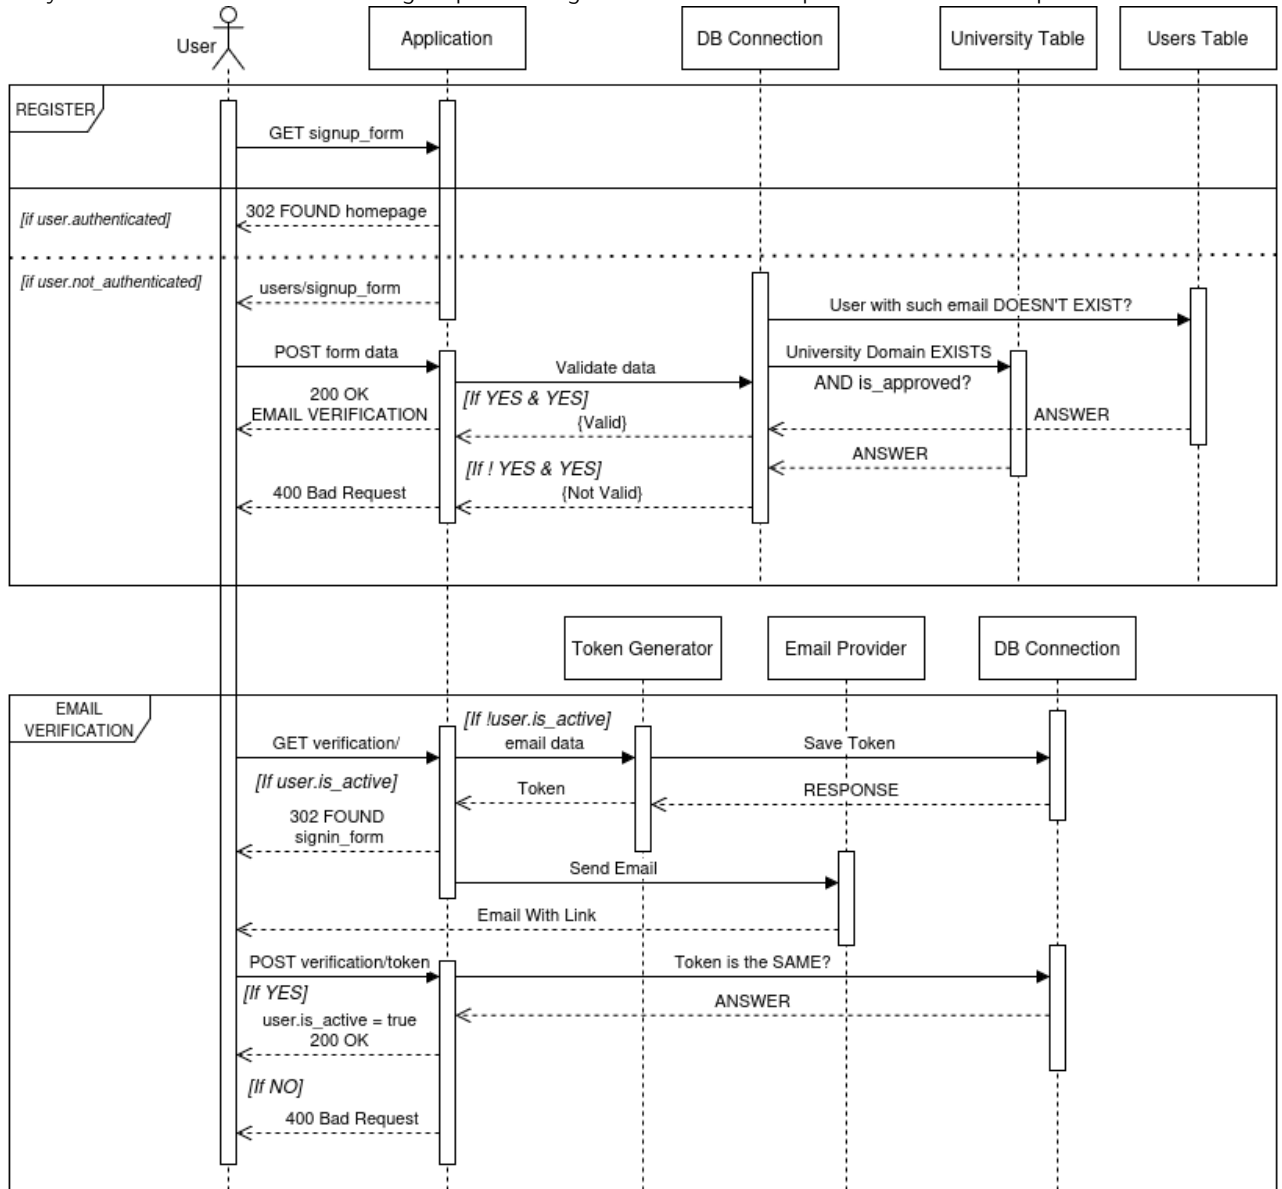 User
Application
DB Connection
University Table
Users Table
REGISTER
GET signup_form
[if user.authenticated]
302 FOUND homepage
[if user.not_authenticated]
users/signup_form
User with such email DOESN'T EXIST?
POST form data
Validate data
University Domain EXISTS
AND is_approved?
200 OK
EMAIL VERIFICATION
[If YES & YES]
{Valid}
ANSWER
ANSWER
[If ! YES & YES]
400 Bad Request
{Not Valid}
Token Generator
Email Provider
DB Connection
EMAIL
VERIFICATION
[If !user.is_active]
GET verification/
email data
Save Token
[If user.is_active]
Token
RESPONSE
302 FOUND
signin_form
Send Email
Email With Link
POST verification/token
Token is the SAME?
[If YES]
ANSWER
user.is_active = true
200 OK
[If NO]
400 Bad Request